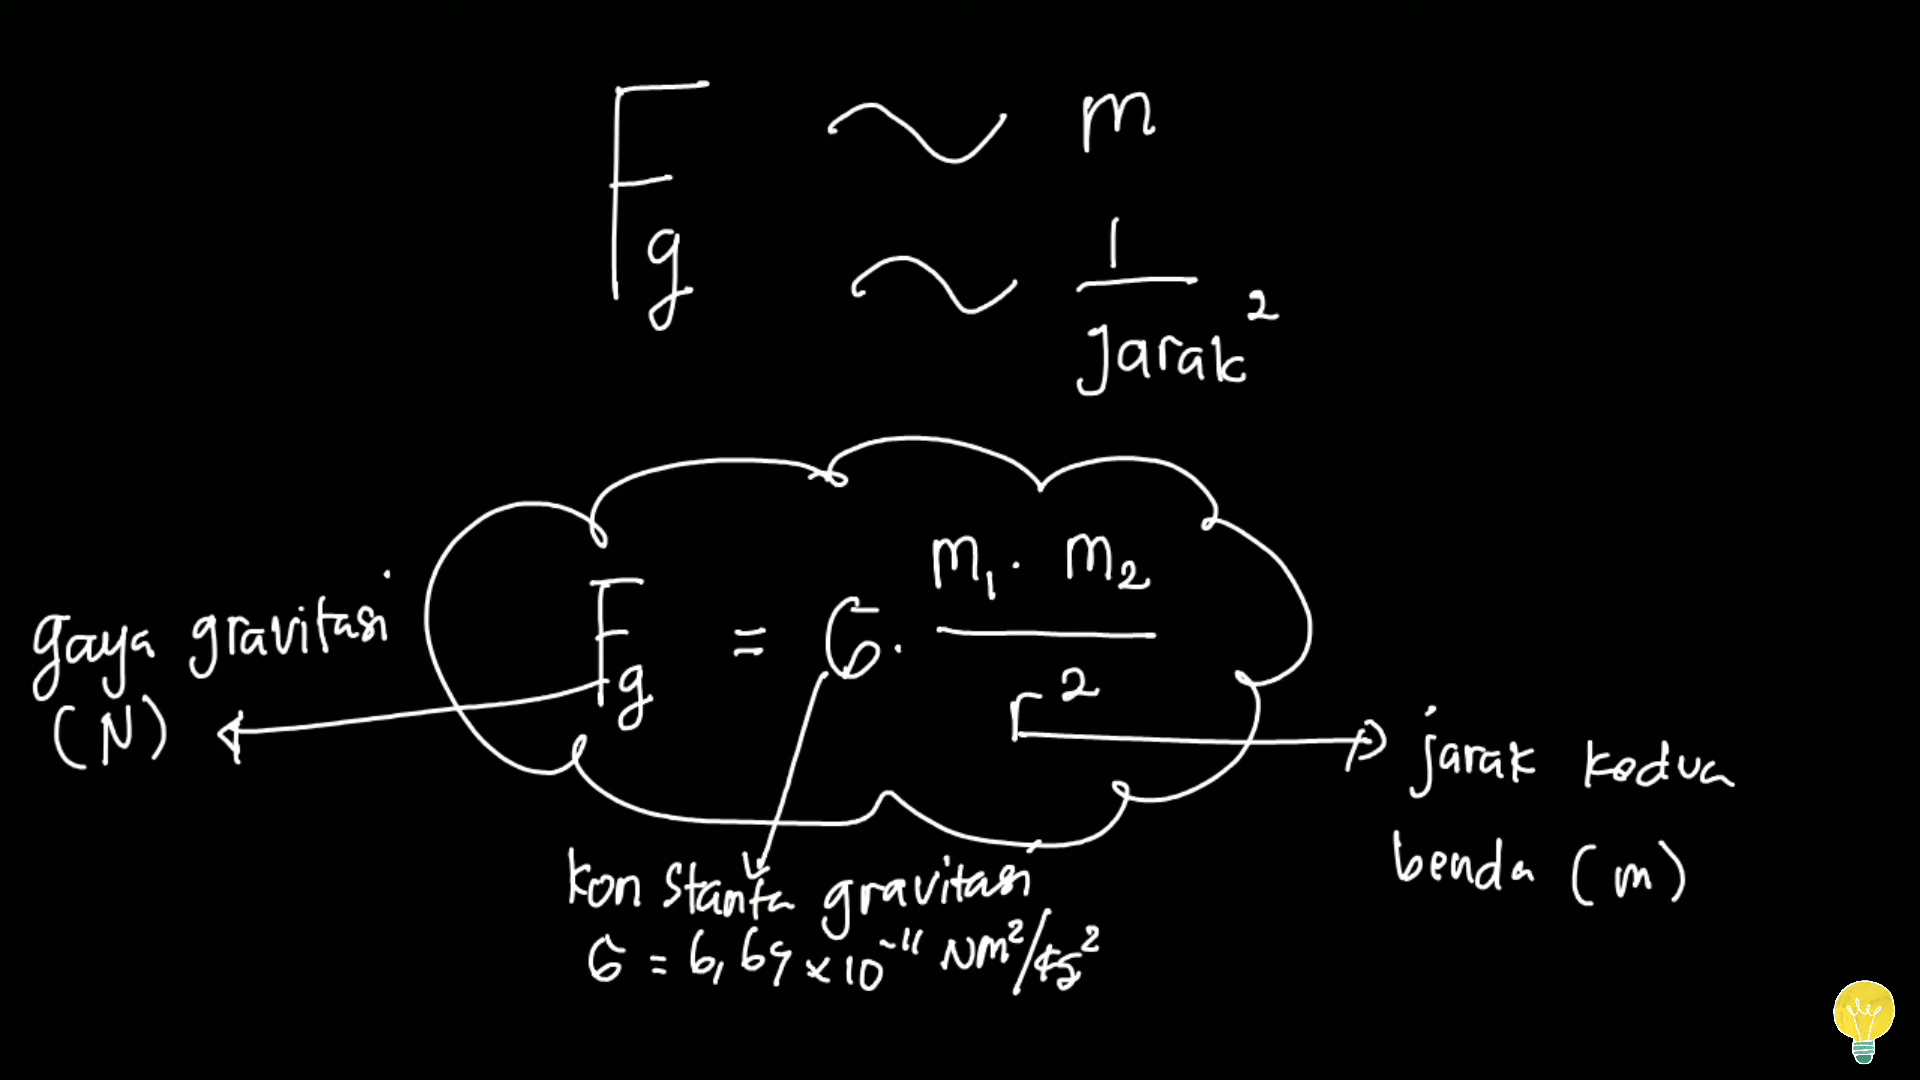 Fg ~ m
~ 1/jarak²
Fg = G. m₁. m₂ / r²
gaya gravitasi
(N)
jarak kedua
benda (m)
konstanta gravitasi
G = 6,69 × 10⁻¹¹ Nm²/kg²